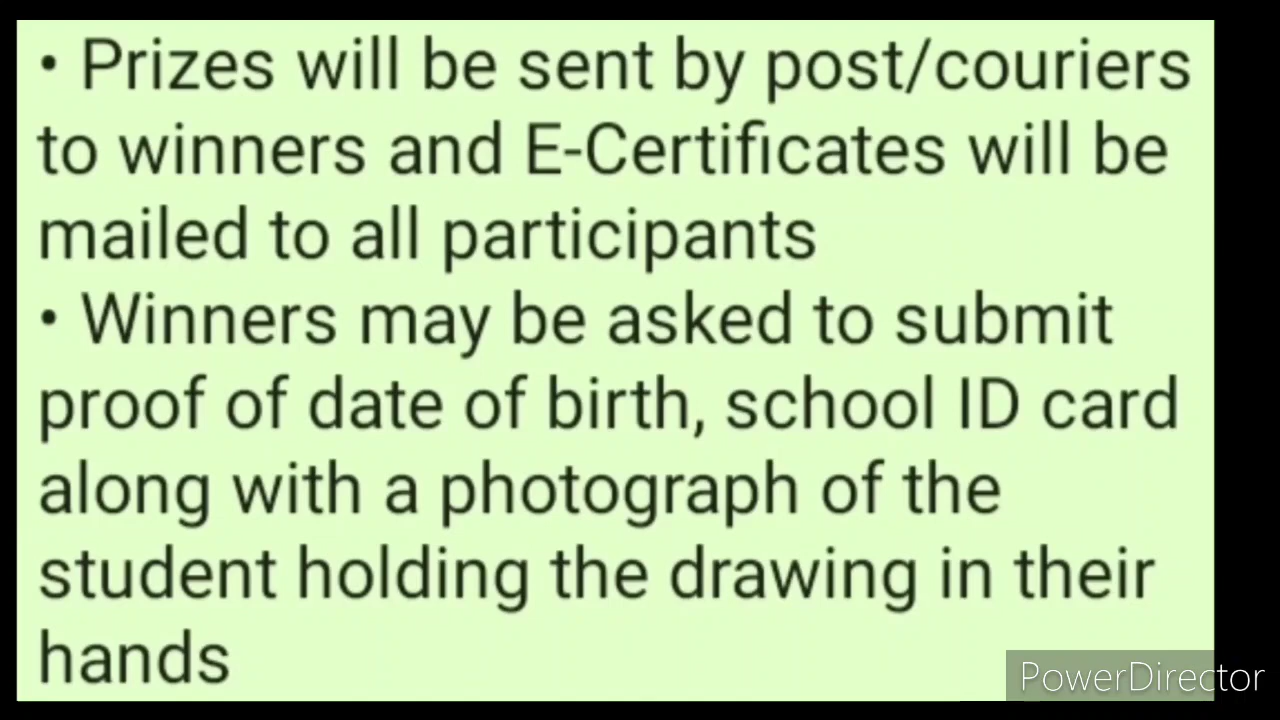 • Prizes will be sent by post/couriers
to winners and E-Certificates will be
mailed to all participants
• Winners may be asked to submit
proof of date of birth, school ID card
along with a photograph of the
student holding the drawing in their
hands
PowerDirector